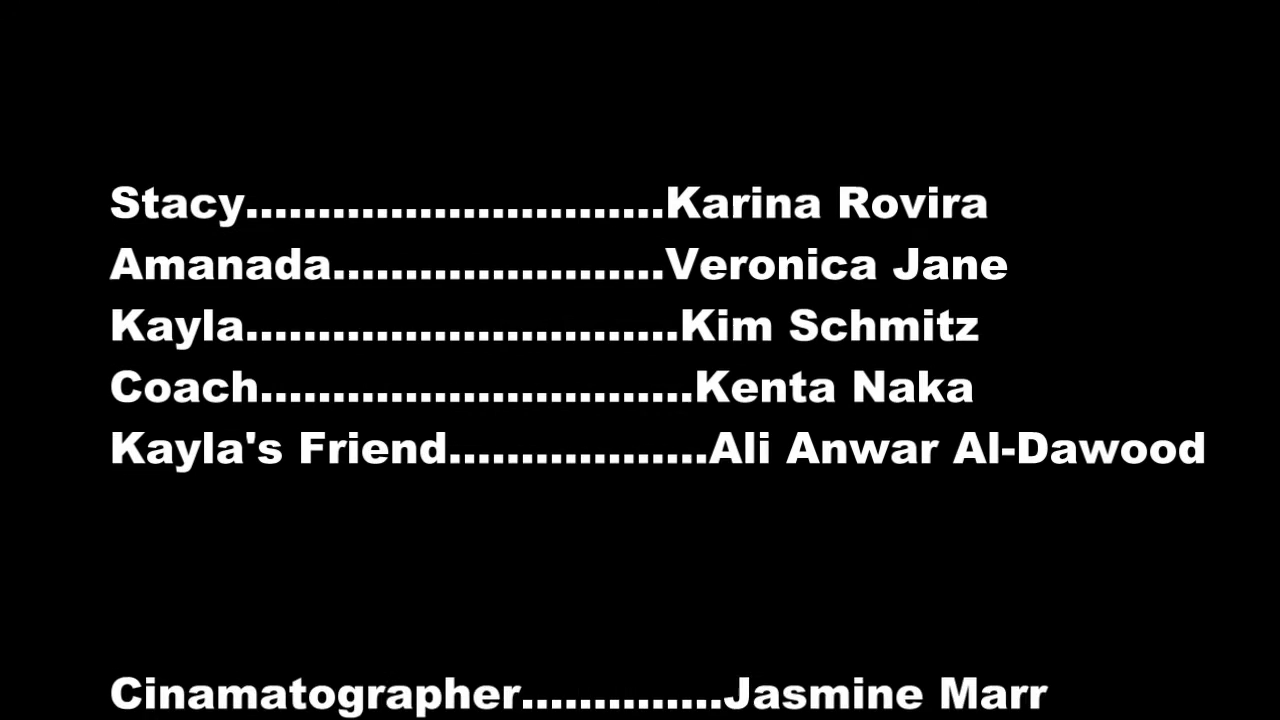 Stacy.............................Karina Rovira
Amanada.......................Veronica Jane
Kayla..............................Kim Schmitz
Coach..............................Kenta Naka
Kayla's Friend..................Ali Anwar Al-Dawood
Cinamatographer..............Jasmine Marr